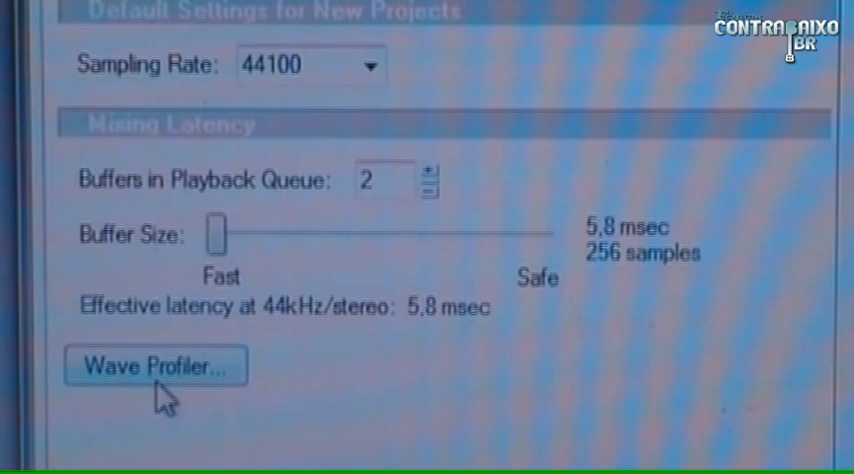 Default Settings for New Projects
CONTRABAIXO
BR
Sampling Rate: 44100
Mixing Latency
Buffers in Playback Queue: 2
Buffer Size:
5,8 msec
256 samples
Fast
Safe
Effective latency at 44kHz/stereo: 5,8 msec
Wave Profiler...